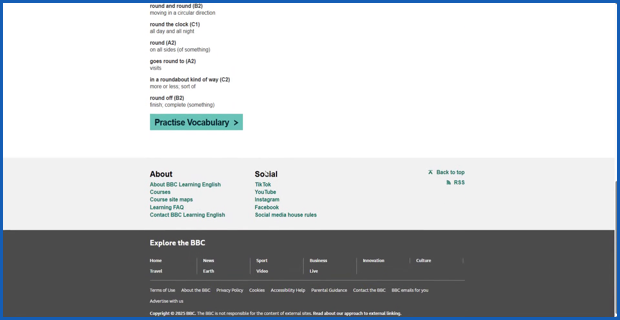 round and round (B2)
moving in a circular direction
round the clock (C1)
all day and all night
round (A2)
on all sides (of something)
goes round to (A2)
visits
in a roundabout kind of way (C2)
more or less; sort of
round off (B2)
finish, complete (something)
Practise Vocabulary >
About
About BBC Learning English
Courses
Course site maps
Learning FAQ
Contact BBC Learning English
Social
TikTok
YouTube
Instagram
Facebook
Social media house rules
Back to top
RSS
Explore the BBC
Home News Sport Business Innovation Culture
Travel Earth Video Live
Terms of Use About the BBC Privacy Policy Cookies Accessibility Help Parental Guidance Contact the BBC BBC emails for you
Advertise with us
Copyright © 2025 BBC. The BBC is not responsible for the content of external sites. Read about our approach to external linking.